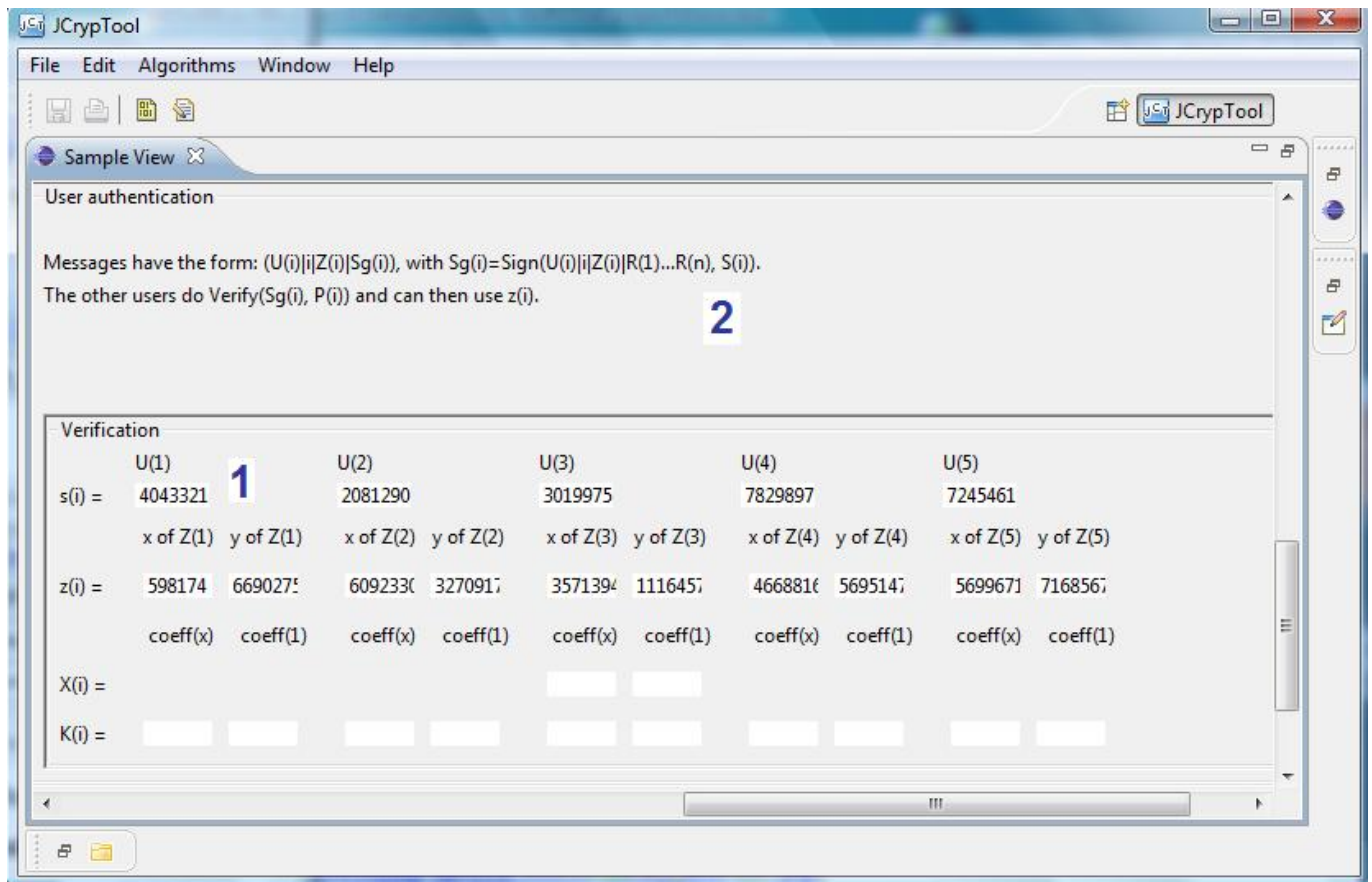 JCrypTool
File Edit Algorithms Window Help
JCrypTool
Sample View
User authentication
Messages have the form: (U(i)|i|Z(i)|Sg(i)), with Sg(i)=Sign(U(i)|i|Z(i)|R(1)...R(n), S(i)).
The other users do Verify(Sg(i), P(i)) and can then use z(i).
2
Verification
U(1) 1 U(2) U(3) U(4) U(5)
s(i) = 4043321 2081290 3019975 7829897 7245461
x of Z(1) y of Z(1) x of Z(2) y of Z(2) x of Z(3) y of Z(3) x of Z(4) y of Z(4) x of Z(5) y of Z(5)
z(i) = 598174 5699671
coeff(x) coeff(1) coeff(x) coeff(1) coeff(x) coeff(1) coeff(x) coeff(1) coeff(x) coeff(1)
X(i) =
K(i) =